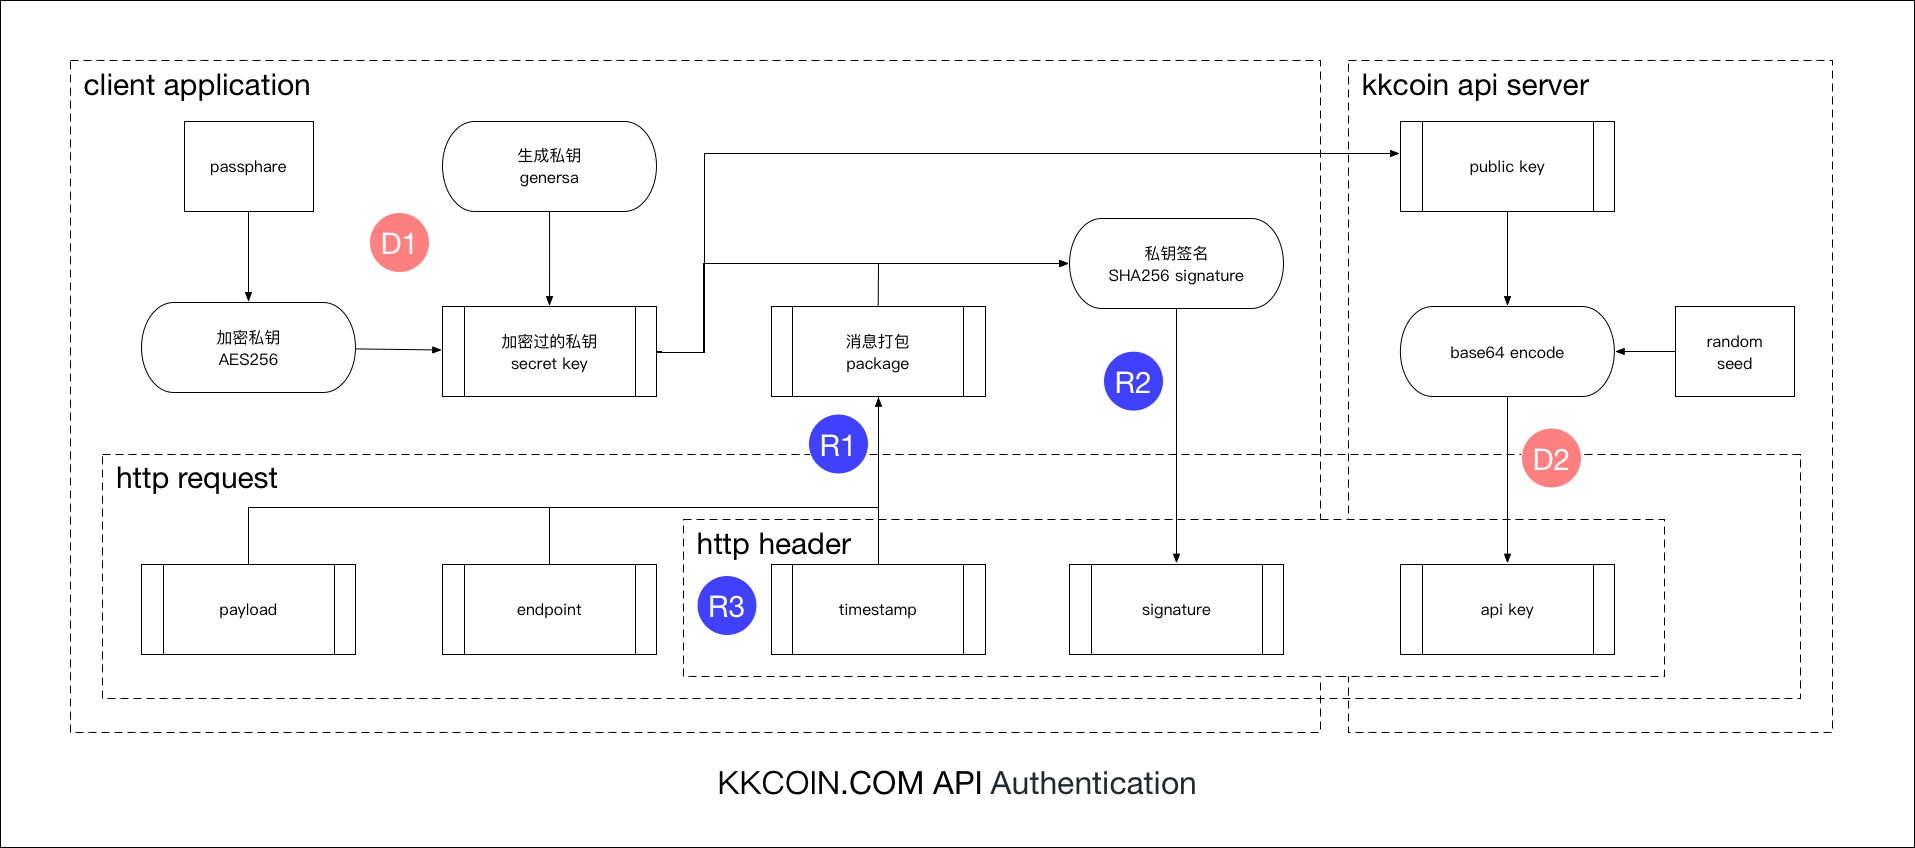 client application
kkcoin api server
passphare
生成私钥
genersa
public key
D1
私钥签名
SHA256 signature
加密私钥
AES256
加密过的私钥
secret key
消息打包
package
base64 encode
random
seed
R2
R1
D2
http request
http header
R3
payload
endpoint
timestamp
signature
api key
KKCOIN.COM API Authentication